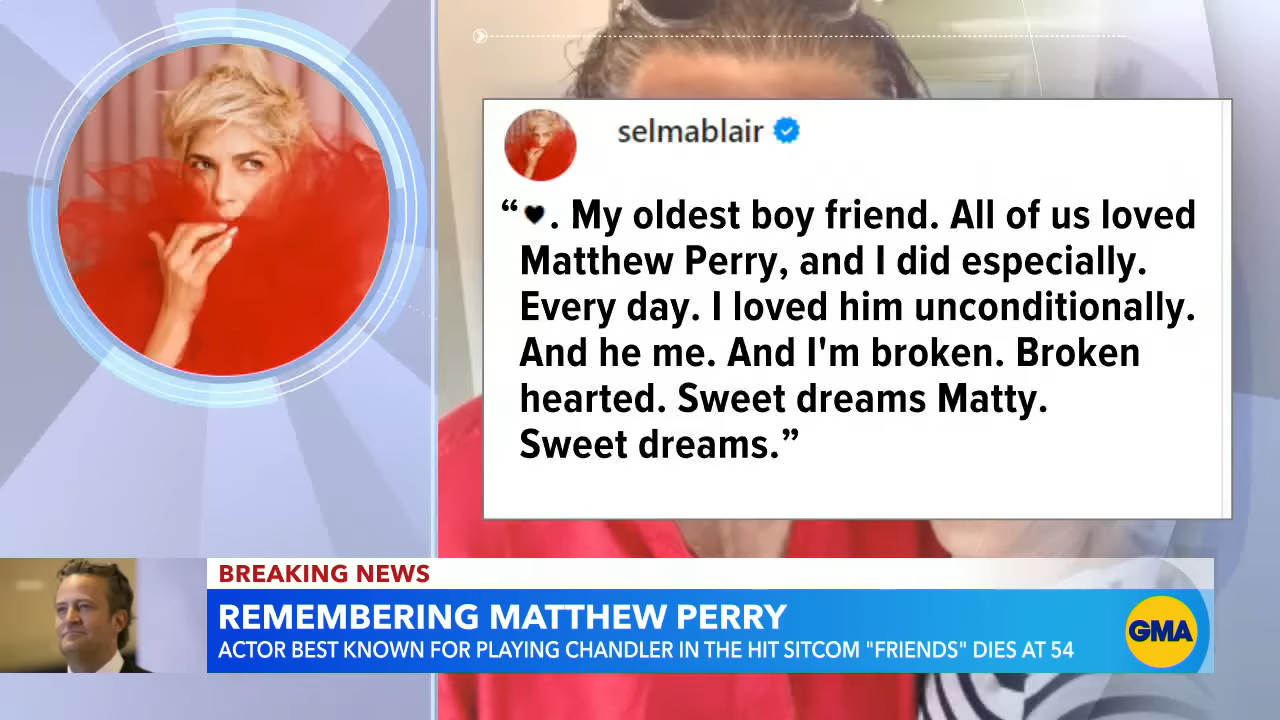 selmablair
“🖤. My oldest boy friend. All of us loved
Matthew Perry, and I did especially.
Every day. I loved him unconditionally.
And he me. And I'm broken. Broken
hearted. Sweet dreams Matty.
Sweet dreams.”
BREAKING NEWS
REMEMBERING MATTHEW PERRY
ACTOR BEST KNOWN FOR PLAYING CHANDLER IN THE HIT SITCOM "FRIENDS" DIES AT 54
GMA